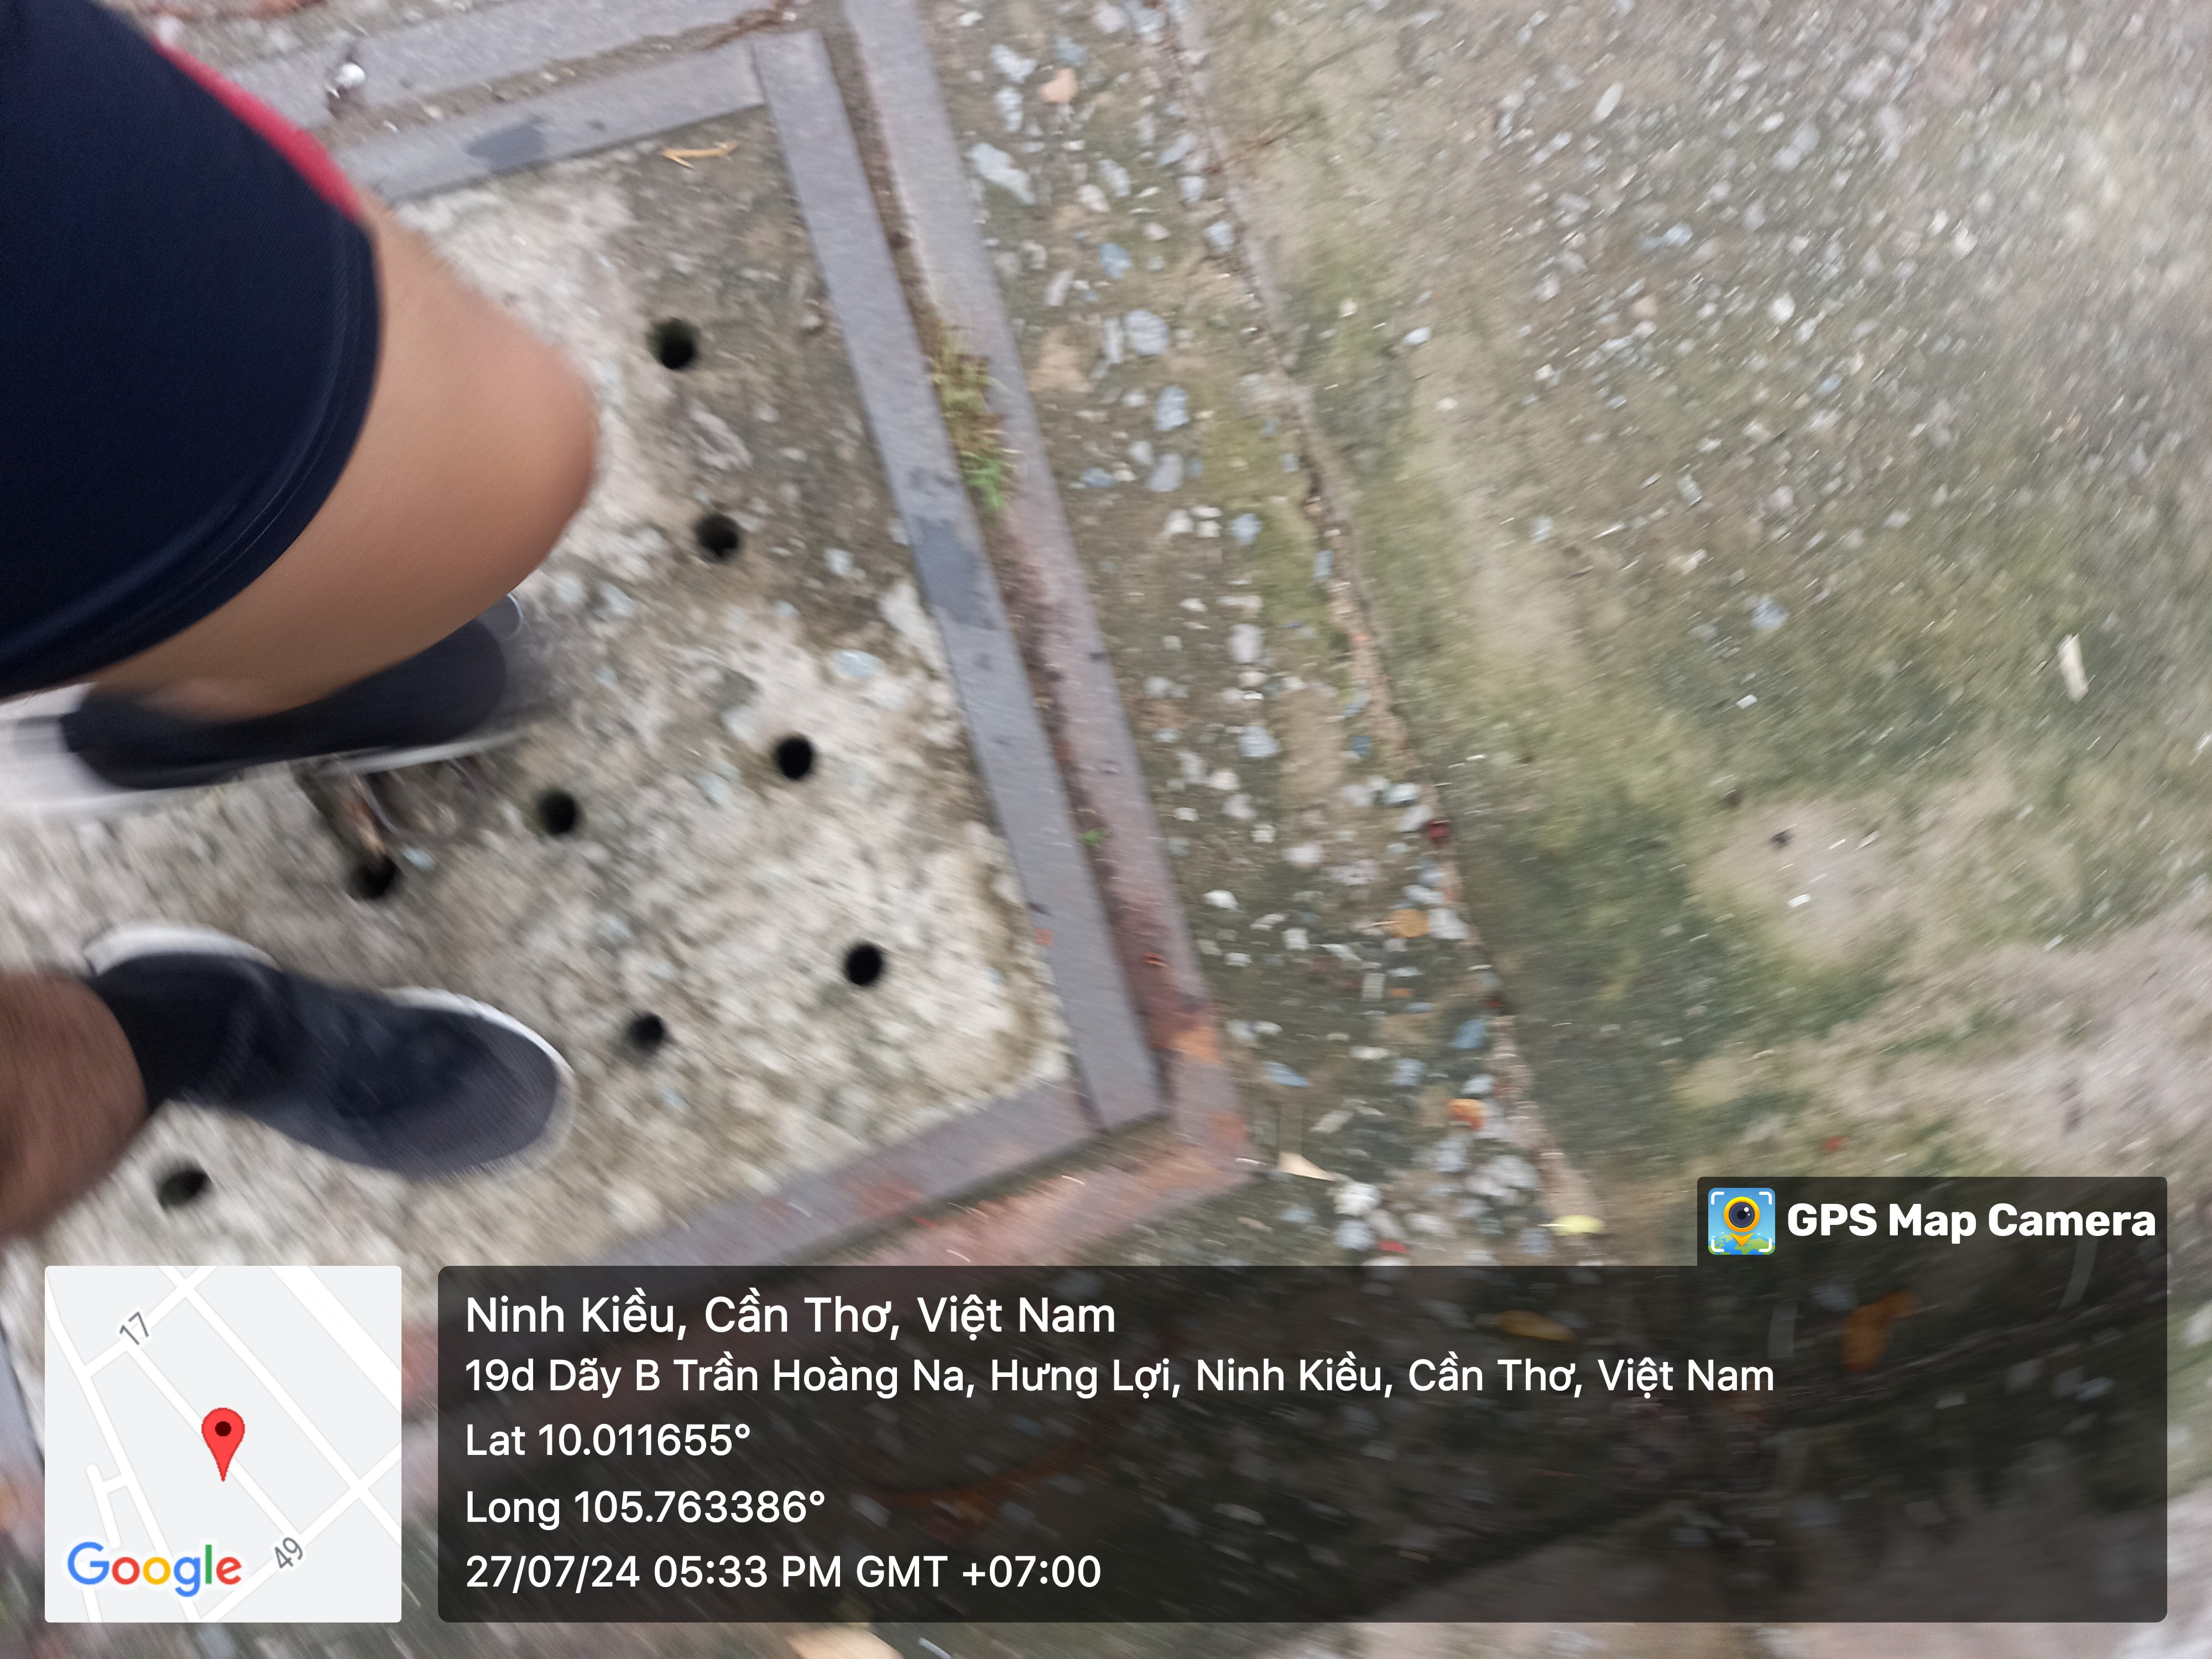 GPS Map Camera
17
49
Google
Ninh Kiều, Cần Thơ, Việt Nam
19d Dãy B Trần Hoàng Na, Hưng Lợi, Ninh Kiều, Cần Thơ, Việt Nam
Lat 10.011655°
Long 105.763386°
27/07/24 05:33 PM GMT +07:00